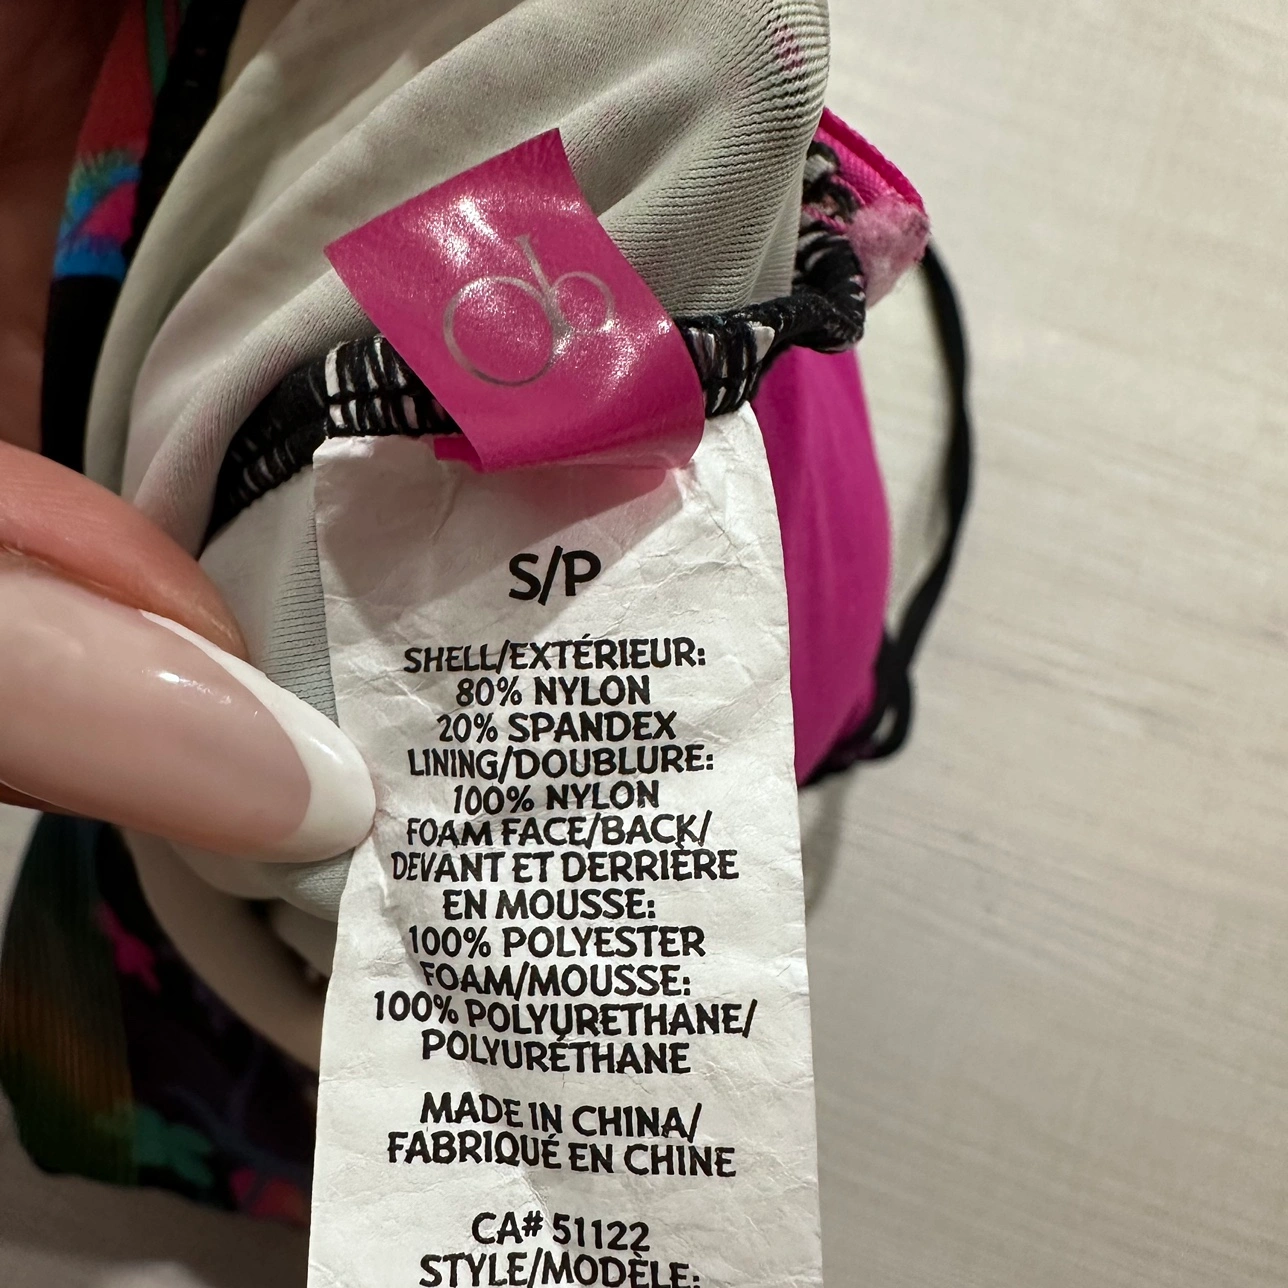 S/P
SHELL/EXTÉRIEUR:
80% NYLON
20% SPANDEX
LINING/DOUBLURE:
100% NYLON
FOAM FACE/BACK/
DEVANT ET DERRIÈRE
EN MOUSSE:
100% POLYESTER
FOAM/MOUSSE:
100% POLYURETHANE/
POLYURÉTHANE
MADE IN CHINA/
FABRIQUÉ EN CHINE
CA# 51122
STYLE/MODÈLE: